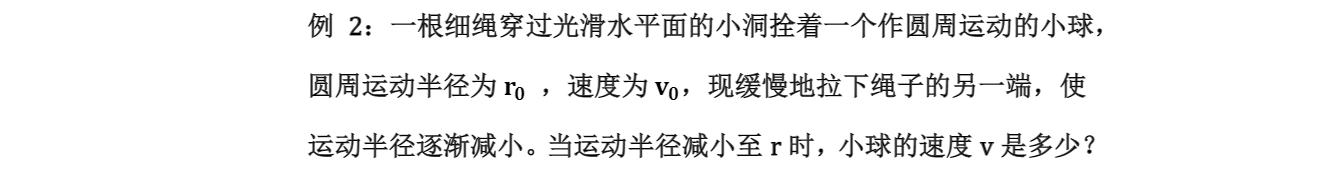 例 2：一根细绳穿过光滑水平面的小洞拴着一个作圆周运动的小球，
圆周运动半径为 r₀ ，速度为 v₀，现缓慢地拉下绳子的另一端，使
运动半径逐渐减小。当运动半径减小至 r 时，小球的速度 v 是多少？